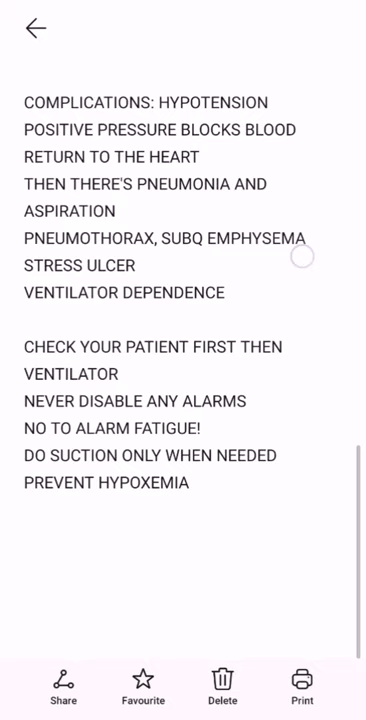 COMPLICATIONS: HYPOTENSION
POSITIVE PRESSURE BLOCKS BLOOD
RETURN TO THE HEART
THEN THERE'S PNEUMONIA AND
ASPIRATION
PNEUMOTHORAX, SUBQ EMPHYSEMA
STRESS ULCER
VENTILATOR DEPENDENCE
CHECK YOUR PATIENT FIRST THEN
VENTILATOR
NEVER DISABLE ANY ALARMS
NO TO ALARM FATIGUE!
DO SUCTION ONLY WHEN NEEDED
PREVENT HYPOXEMIA
Share Favourite Delete Print